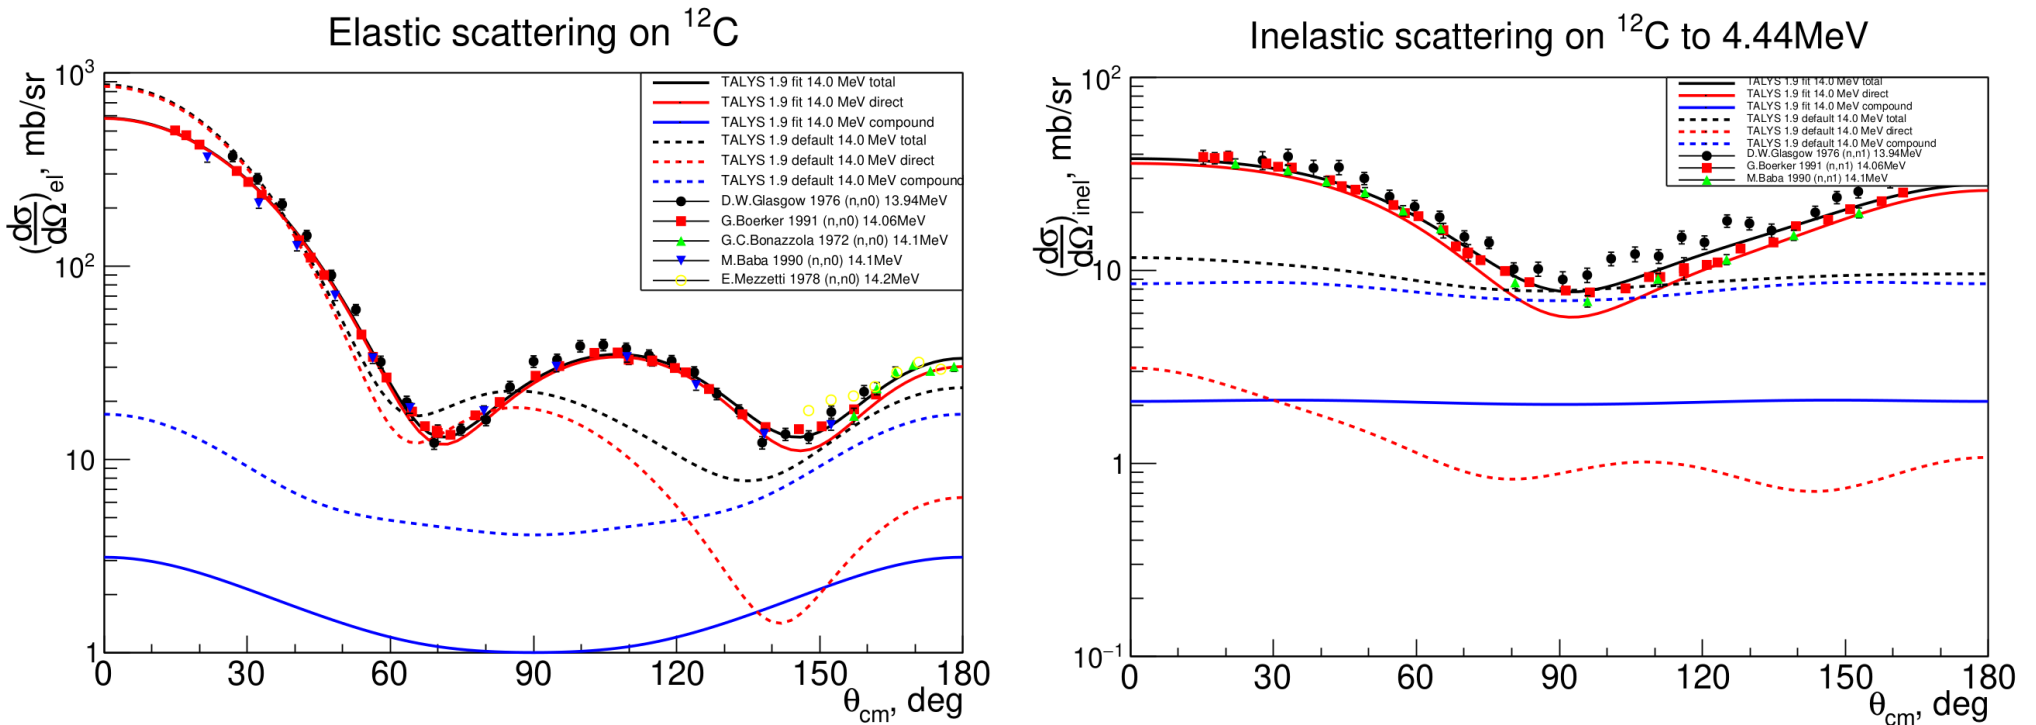 Elastic scattering on ¹²C
(dσ/dΩ)el, mb/sr
10³
10²
10
1
TALYS 1.9 fit 14.0 MeV total
TALYS 1.9 fit 14.0 MeV direct
TALYS 1.9 fit 14.0 MeV compound
TALYS 1.9 default 14.0 MeV total
TALYS 1.9 default 14.0 MeV direct
TALYS 1.9 default 14.0 MeV compound
D.W.Glasgow 1976 (n,n0) 13.94MeV
G.Boerker 1991 (n,n0) 14.06MeV
G.C.Bonazzola 1972 (n,n0) 14.1MeV
M.Baba 1990 (n,n0) 14.1MeV
E.Mezzetti 1978 (n,n0) 14.2MeV
0 30 60 90 120 150 180
θcm, deg
Inelastic scattering on ¹²C to 4.44MeV
(dσ/dΩ)inel, mb/sr
10²
10
1
10⁻¹
TALYS 1.9 fit 14.0 MeV total
TALYS 1.9 fit 14.0 MeV direct
TALYS 1.9 fit 14.0 MeV compound
TALYS 1.9 default 14.0 MeV total
TALYS 1.9 default 14.0 MeV direct
TALYS 1.9 default 14.0 MeV compound
D.W.Glasgow 1976 (n,n1) 13.94MeV
G.Boerker 1991 (n,n1) 14.06MeV
M.Baba 1990 (n,n1) 14.1MeV
0 30 60 90 120 150 180
θcm, deg